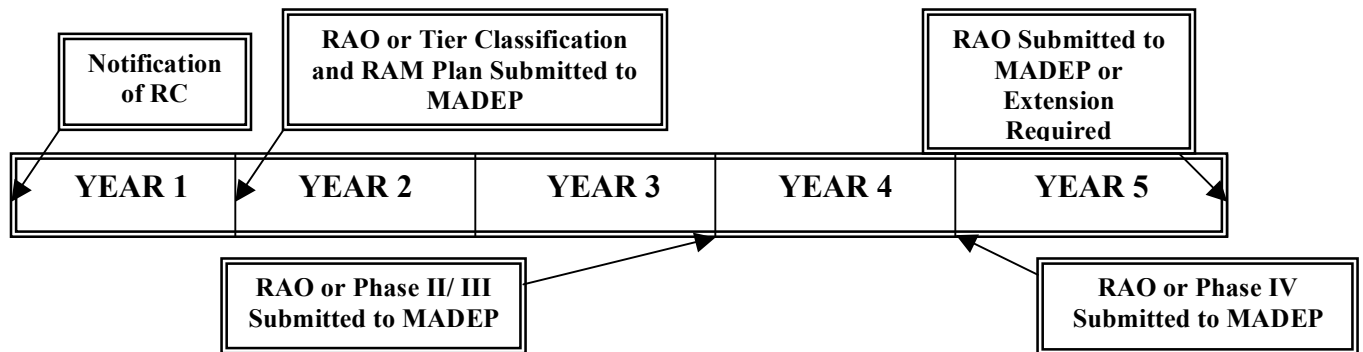 Notification
of RC
RAO or Tier Classification
and RAM Plan Submitted to
MADEP
RAO Submitted to
MADEP or
Extension
Required
YEAR 1
YEAR 2
YEAR 3
YEAR 4
YEAR 5
RAO or Phase II/ III
Submitted to MADEP
RAO or Phase IV
Submitted to MADEP